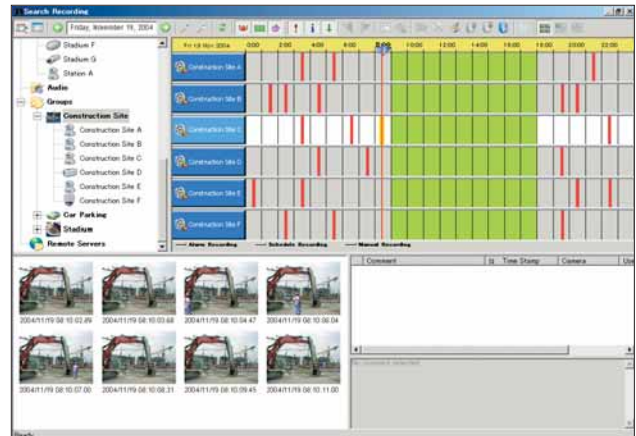 Search Recording
Friday, November 19, 2004
Stadium F
Stadium G
Station A
Audio
Groups
Construction Site
Construction Site A
Construction Site B
Construction Site C
Construction Site D
Construction Site E
Construction Site F
Car Parking
Stadium
Remote Servers
Fri 19 Nov 2004 0:00 2:00 4:00 6:00 8:00 10:00 12:00 14:00 16:00 18:00 20:00 22:00
Construction Site A
Construction Site B
Construction Site C
Construction Site D
Construction Site E
Construction Site F
Alarm Recording Schedule Recording Manual Recording
2004/11/19 08:10:02.89 2004/11/19 08:10:03.68 2004/11/19 08:10:04.47 2004/11/19 08:10:06.04
2004/11/19 08:10:07.00 2004/11/19 08:10:08.31 2004/11/19 08:10:09.45 2004/11/19 08:10:11.00
Comment Time Stamp Camera Use
No comment selected
Ready